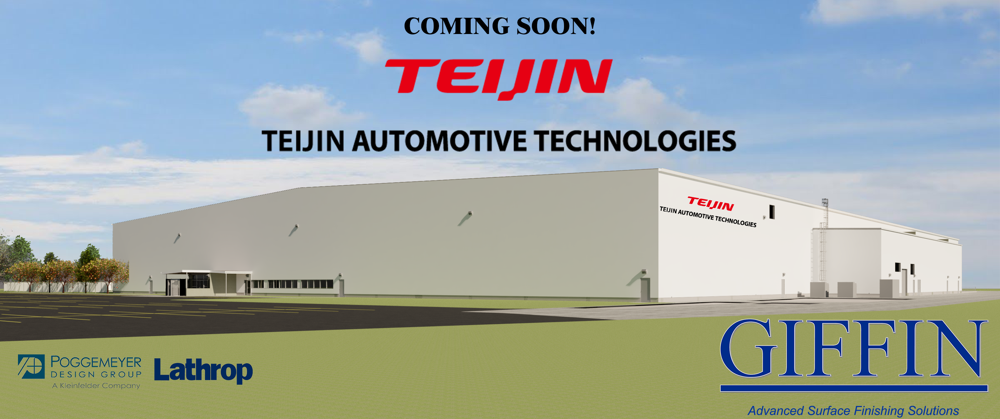 COMING SOON!
TEIJIN
TEIJIN AUTOMOTIVE TECHNOLOGIES
TEIJIN
TEIJIN AUTOMOTIVE TECHNOLOGIES
POGGEMEYER
DESIGN GROUP
A Kleinfelder Company
Lathrop
GIFFIN
Advanced Surface Finishing Solutions